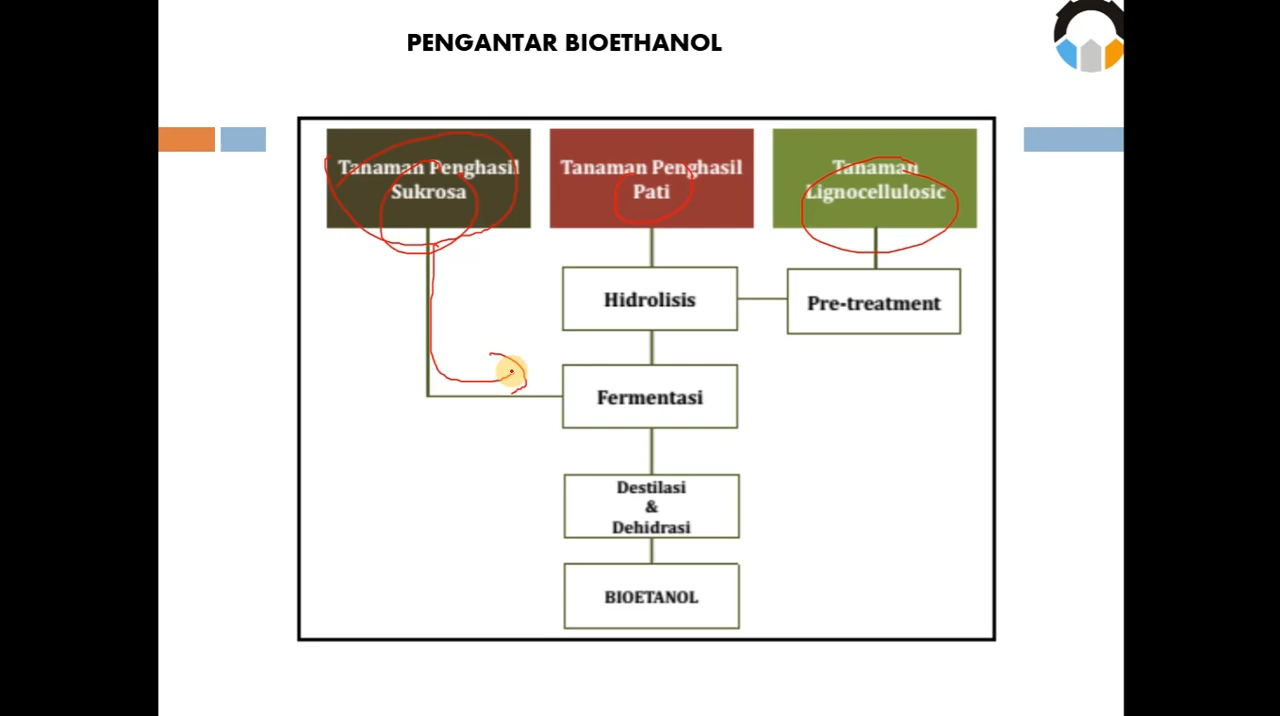 PENGANTAR BIOETHANOL
Tanaman Penghasil
Sukrosa
Tanaman Penghasil
Pati
Tanaman
Lignocellulosic
Hidrolisis
Pre-treatment
Fermentasi
Destilasi
&
Dehidrasi
BIOETANOL